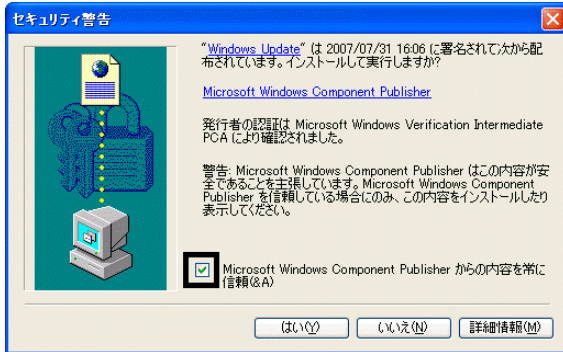 セキュリティ警告
"Windows Update" は 2007/07/31 16:06 に署名されて次から配
布されています。インストールして実行しますか?
Microsoft Windows Component Publisher
発行者の認証は Microsoft Windows Verification Intermediate
PCA により確認されました。
警告: Microsoft Windows Component Publisher はこの内容が安
全であることを主張しています。Microsoft Windows Component
Publisher を信頼している場合にのみ、この内容をインストールしたり
表示してください。
Microsoft Windows Component Publisher からの内容を常に
信頼(&A)
はい(Y) いいえ(N) 詳細情報(M)